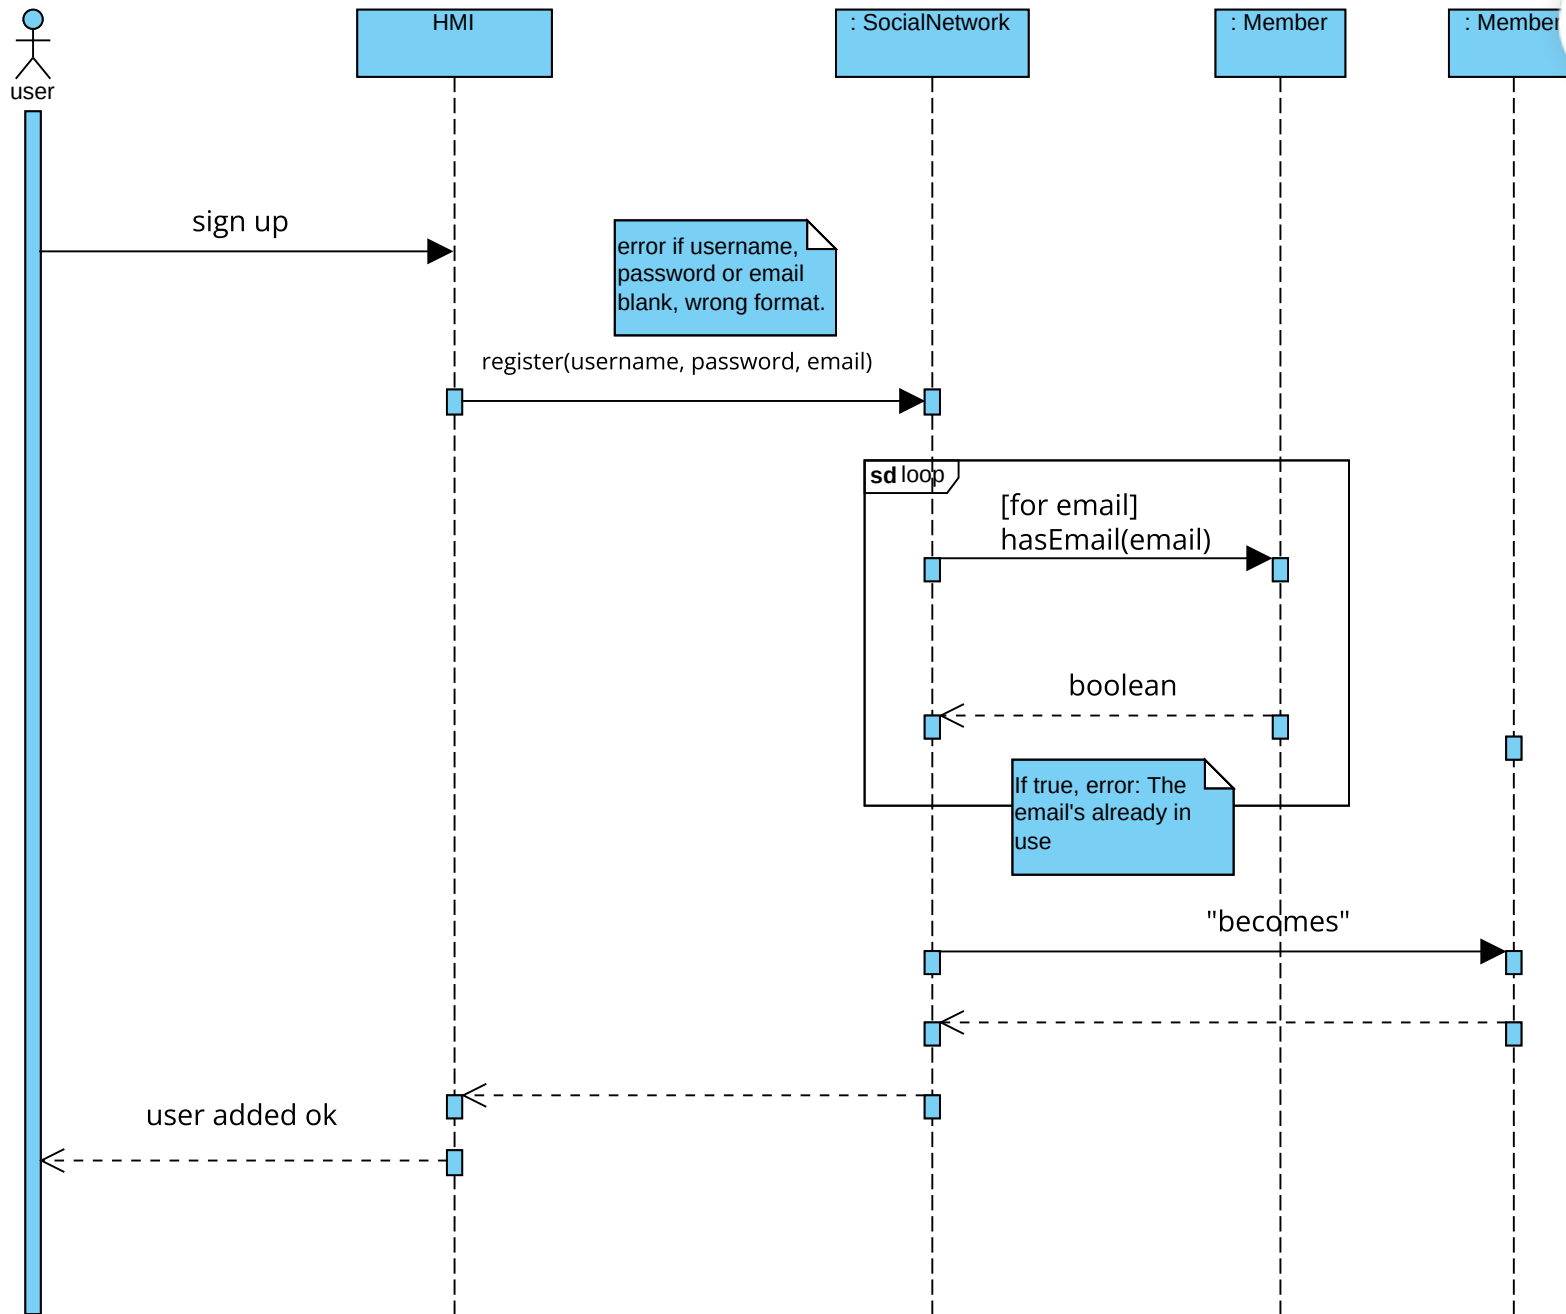 user
HMI
: SocialNetwork
: Member
: Member
sign up
error if username,
password or email
blank, wrong format.
register(username, password, email)
sd loop
[for email]
hasEmail(email)
boolean
If true, error: The
email's already in
use
"becomes"
user added ok